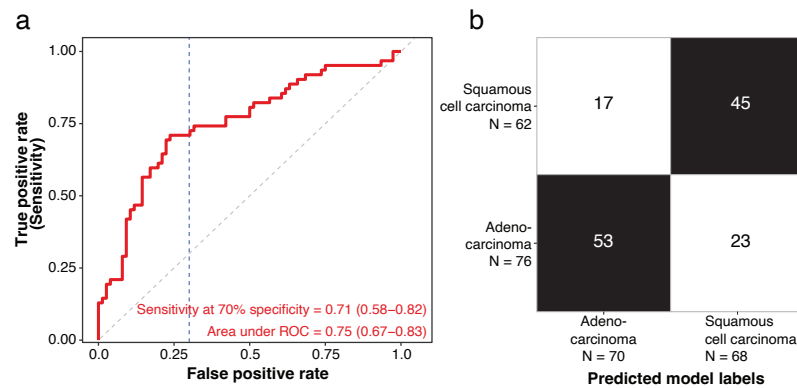 a
1.00
0.75
0.50
0.25
0.00
True positive rate
(Sensitivity)
Sensitivity at 70% specificity = 0.71 (0.58–0.82)
Area under ROC = 0.75 (0.67–0.83)
0.0
0.25
0.50
0.75
1.0
False positive rate
b
Squamous
cell carcinoma
N = 62
17
45
Adeno-
carcinoma
N = 76
53
23
Adeno-
carcinoma
N = 70
Squamous
cell carcinoma
N = 68
Predicted model labels